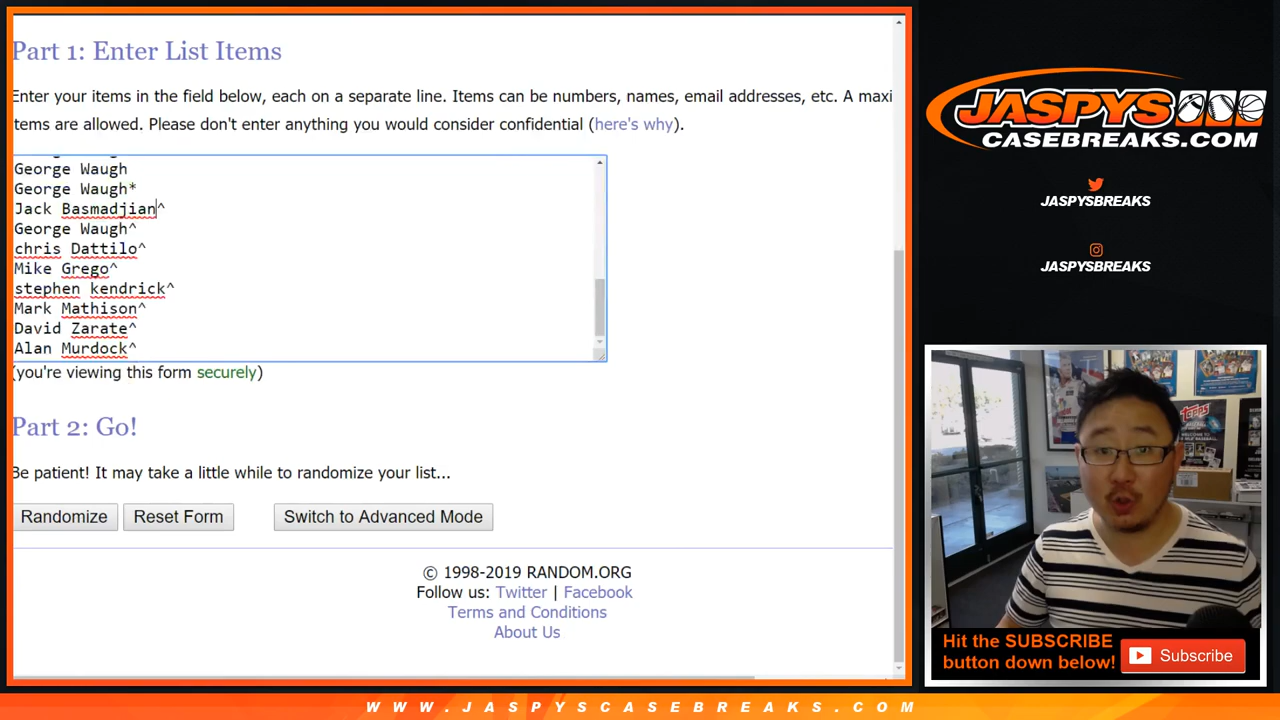 Part 1: Enter List Items
Enter your items in the field below, each on a separate line. Items can be numbers, names, email addresses, etc. A maxi
items are allowed. Please don't enter anything you would consider confidential (here's why).
George Waugh
George Waugh*
Jack Basmadjian^
George Waugh^
chris Dattilo^
Mike Grego^
stephen kendrick^
Mark Mathison^
David Zarate^
Alan Murdock^
(you're viewing this form securely)
Part 2: Go!
Be patient! It may take a little while to randomize your list...
Randomize
Reset Form
Switch to Advanced Mode
© 1998-2019 RANDOM.ORG
Follow us: Twitter | Facebook
Terms and Conditions
About Us
JASPYS
CASEBREAKS.COM
JASPYSBREAKS
JASPYSBREAKS
topps
Hit the SUBSCRIBE
button down below!
Subscribe
WWW.JASPYSCASEBREAKS.COM